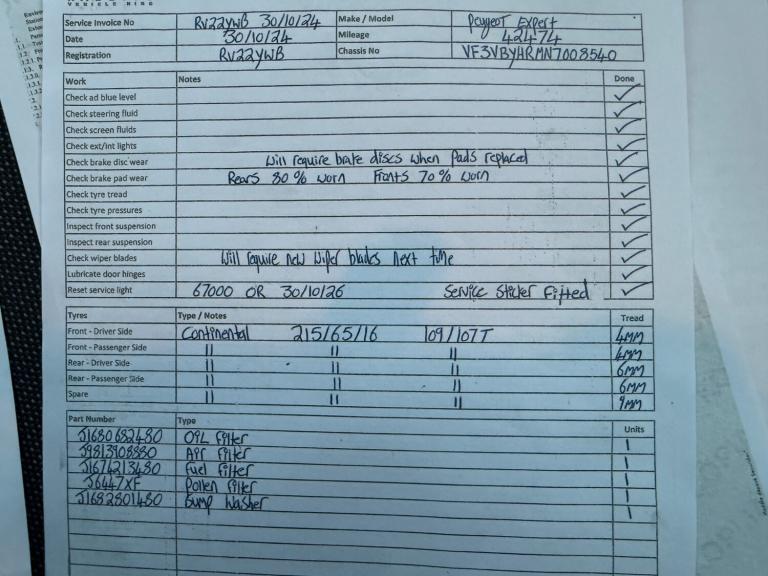 VEHICLE HIRE
Service Invoice No RV22YWB 30/10/24 Make / Model Peugeot Expert
Date 30/10/24 Mileage 42474
Registration RV22YWB Chassis No VF3VBYHRMN7008540
Work Notes Done
Check ad blue level ✓
Check steering fluid ✓
Check screen fluids ✓
Check ext/int lights ✓
Check brake disc wear Will require brake discs when Pads replaced ✓
Check brake pad wear Rears 80% worn Fronts 70% worn ✓
Check tyre tread ✓
Check tyre pressures ✓
Inspect front suspension ✓
Inspect rear suspension ✓
Check wiper blades Will require new wiper blades next time ✓
Lubricate door hinges ✓
Reset service light 67000 OR 30/10/26 Service Sticker Fitted ✓
Tyres Type / Notes Tread
Front - Driver Side Continental 215/65/16 109/107T 4MM
Front - Passenger Side " " " 4MM
Rear - Driver Side " " " 6MM
Rear - Passenger Side " " " 6MM
Spare " " " 9MM
Part Number Type Units
J1680682480 OIL Filter 1
J9813908880 Air Filter 1
J1674213480 Fuel Filter 1
J6447XF Pollen Filter 1
J1682801480 Sump Washer 1